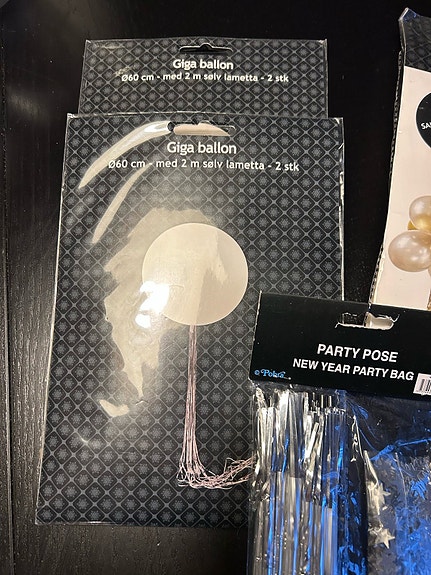 Giga ballon
Ø60 cm - med 2 m sølv lametta - 2 stk
Giga ballon
Ø60 cm - med 2 m sølv lametta - 2 stk
SA
PARTY POSE
NEW YEAR PARTY BAG